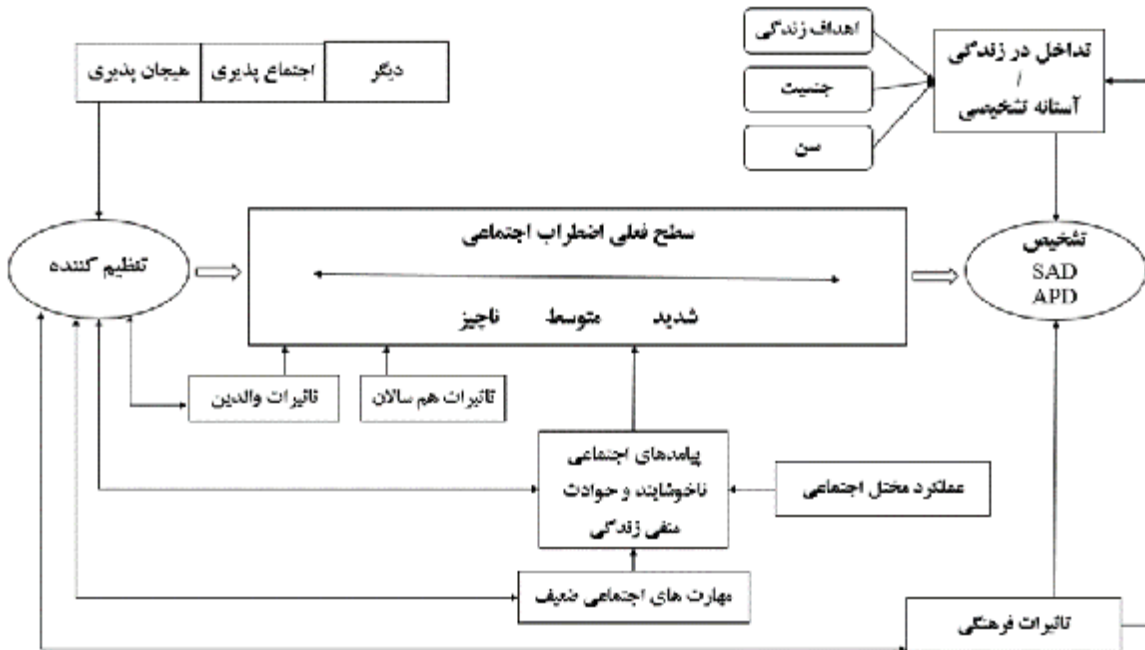 اهداف زندگی
جنسیت
سن
تداخل در زندگی
/
آستانه تشخیصی
دیگر
اجتماع پذیری
هیجان پذیری
تنظیم کننده
سطح فعلی اضطراب اجتماعی
شدید
متوسط
ناچیز
تشخیص
SAD
APD
تاثیرات هم سالان
تاثیرات والدین
پیامدهای اجتماعی
ناخوشایند و حوادث
منفی زندگی
عملکرد مختل اجتماعی
مهارت های اجتماعی ضعیف
تاثیرات فرهنگی